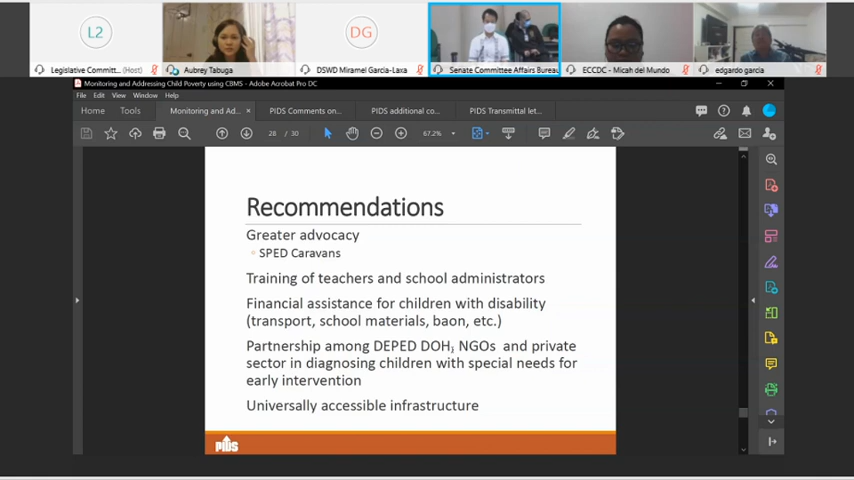 L2
DG
Legislative Committ... (Host)
Aubrey Tabuga
DSWD Miramel Garcia-Laxa
Senate Committee Affairs Bureau
ECCDC - Micah del Mundo
edgardo garcia
Monitoring and Addressing Child Poverty using CBMS - Adobe Acrobat Pro DC
File Edit View Window Help
Home Tools Monitoring and Ad... × PIDS Comments on... PIDS additional co... PIDS Transmittal let...
28 / 30 67.2%
Recommendations
Greater advocacy
SPED Caravans
Training of teachers and school administrators
Financial assistance for children with disability
(transport, school materials, baon, etc.)
Partnership among DEPED DOH, NGOs and private
sector in diagnosing children with special needs for
early intervention
Universally accessible infrastructure
PIDS